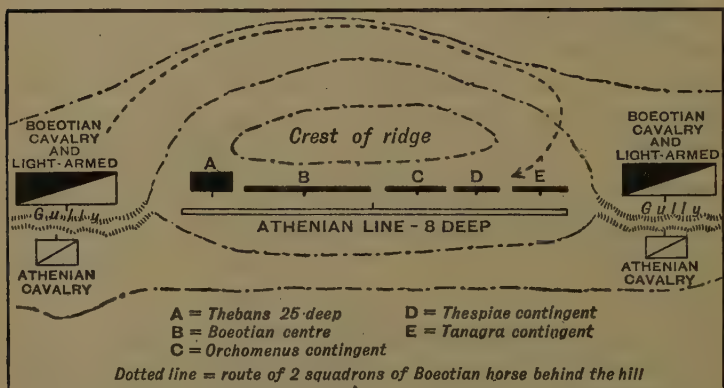 BOEOTIAN
CAVALRY
AND
LIGHT-ARMED
Gully
ATHENIAN
CAVALRY
Crest of ridge
A
B
C
D
E
ATHENIAN LINE - 8 DEEP
BOEOTIAN
CAVALRY
AND
LIGHT-ARMED
Gully
ATHENIAN
CAVALRY
A = Thebans 25 deep
B = Boeotian centre
C = Orchomenus contingent
D = Thespiae contingent
E = Tanagra contingent
Dotted line = route of 2 squadrons of Boeotian horse behind the hill